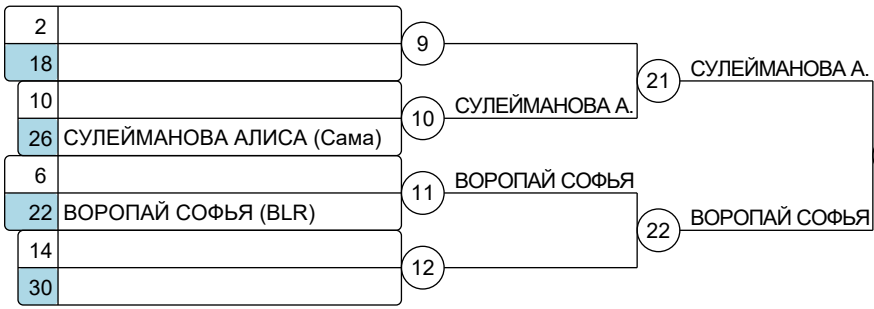 2
9
18
21 СУЛЕЙМАНОВА А.
10
10 СУЛЕЙМАНОВА А.
26 СУЛЕЙМАНОВА АЛИСА (Сама)
6
11 ВОРОПАЙ СОФЬЯ
22 ВОРОПАЙ СОФЬЯ (BLR)
22 ВОРОПАЙ СОФЬЯ
14
12
30